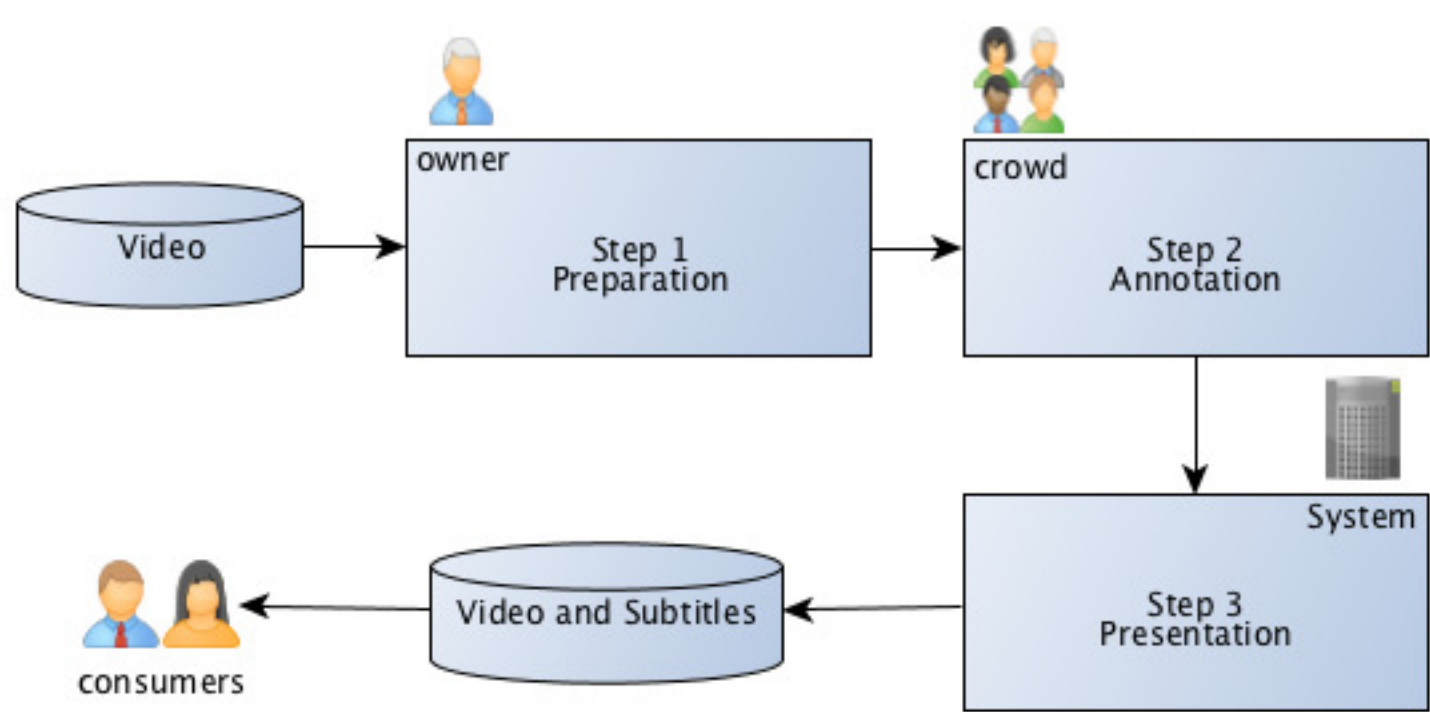 owner
crowd
Video
Step 1
Preparation
Step 2
Annotation
System
Step 3
Presentation
Video and Subtitles
consumers